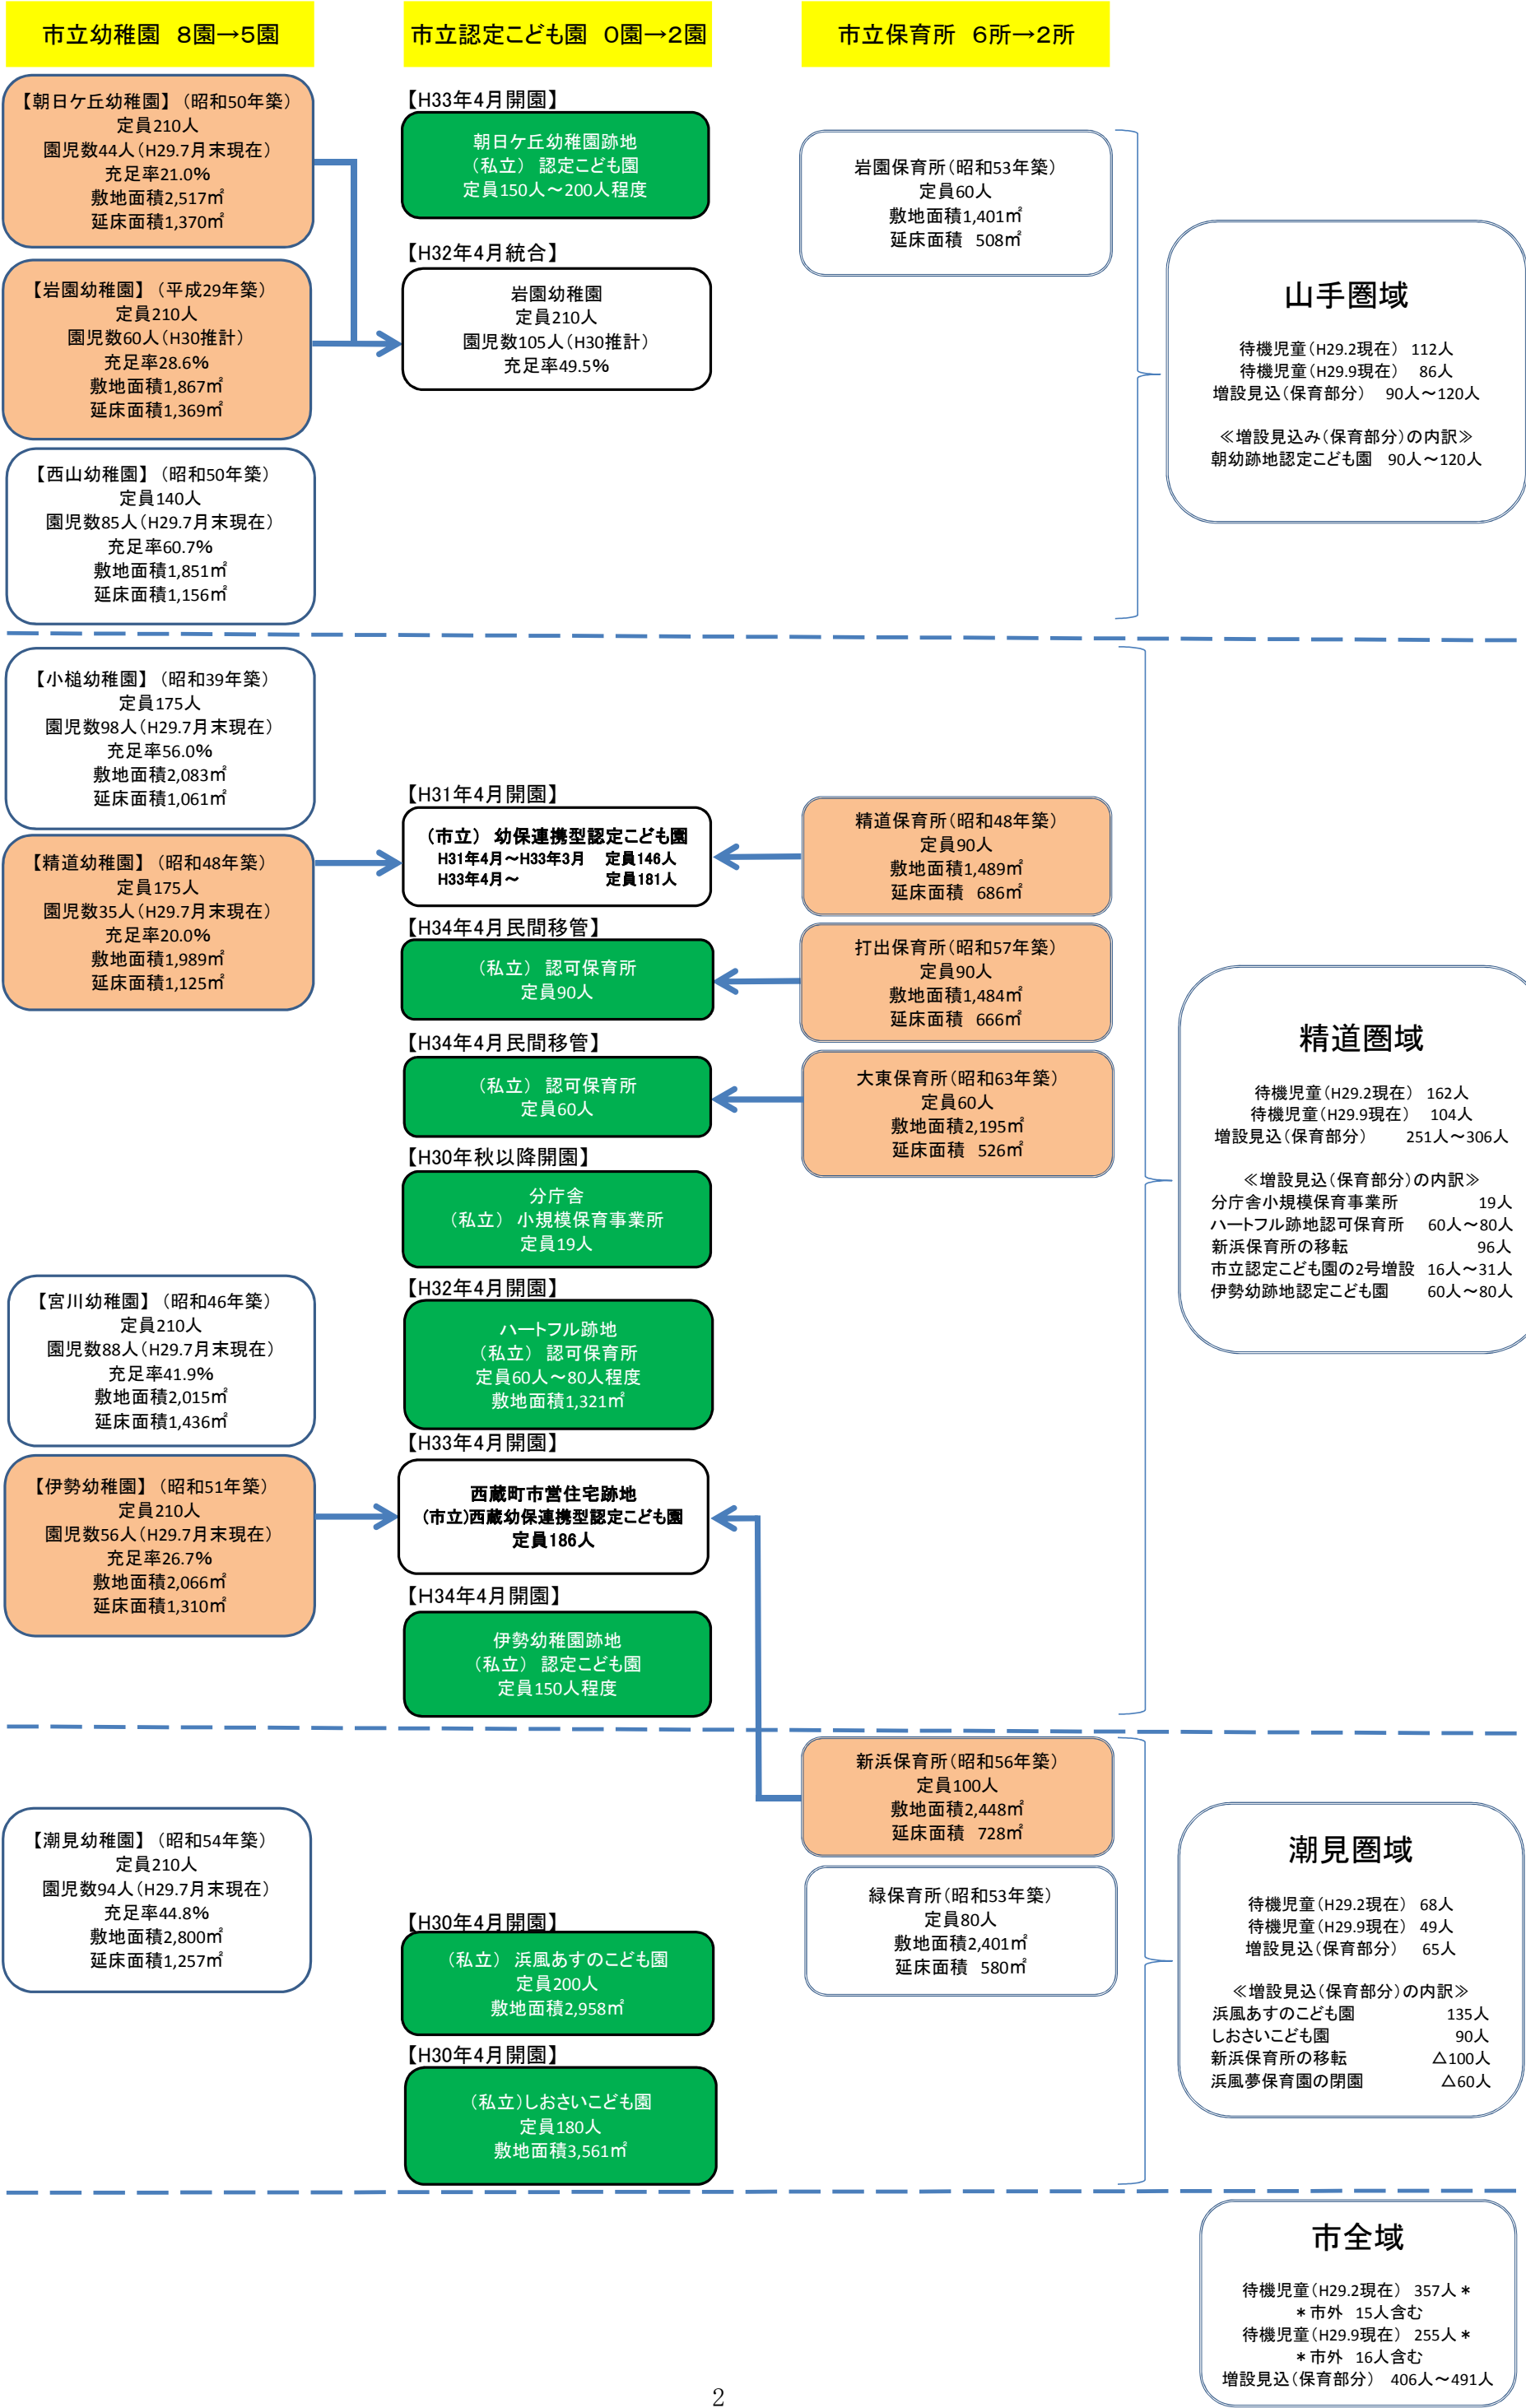 市立幼稚園 8園→5園
市立認定こども園 0園→2園
市立保育所 6所→2所
【朝日ケ丘幼稚園】（昭和50年築）
定員210人
園児数44人（H29.7月末現在）
充足率21.0%
敷地面積2,517㎡
延床面積1,370㎡
【岩園幼稚園】（平成29年築）
定員210人
園児数60人（H30推計）
充足率28.6%
敷地面積1,867㎡
延床面積1,369㎡
【西山幼稚園】（昭和50年築）
定員140人
園児数85人（H29.7月末現在）
充足率60.7%
敷地面積1,851㎡
延床面積1,156㎡
【H33年4月開園】
朝日ケ丘幼稚園跡地
（私立） 認定こども園
定員150人～200人程度
【H32年4月統合】
岩園幼稚園
定員210人
園児数105人（H30推計）
充足率49.5%
岩園保育所（昭和53年築）
定員60人
敷地面積1,401㎡
延床面積 508㎡
山手圏域
待機児童（H29.2現在） 112人
待機児童（H29.9現在） 86人
増設見込（保育部分） 90人～120人
≪増設見込み（保育部分）の内訳≫
朝幼跡地認定こども園 90人～120人
【小槌幼稚園】（昭和39年築）
定員175人
園児数98人（H29.7月末現在）
充足率56.0%
敷地面積2,083㎡
延床面積1,061㎡
【精道幼稚園】（昭和48年築）
定員175人
園児数35人（H29.7月末現在）
充足率20.0%
敷地面積1,989㎡
延床面積1,125㎡
【宮川幼稚園】（昭和46年築）
定員210人
園児数88人（H29.7月末現在）
充足率41.9%
敷地面積2,015㎡
延床面積1,436㎡
【伊勢幼稚園】（昭和51年築）
定員210人
園児数56人（H29.7月末現在）
充足率26.7%
敷地面積2,066㎡
延床面積1,310㎡
【H31年4月開園】
（市立） 幼保連携型認定こども園
H31年4月～H33年3月 定員146人
H33年4月～ 定員181人
【H34年4月民間移管】
（私立） 認可保育所
定員90人
【H34年4月民間移管】
（私立） 認可保育所
定員60人
【H30年秋以降開園】
分庁舎
（私立） 小規模保育事業所
定員19人
【H32年4月開園】
ハートフル跡地
（私立） 認可保育所
定員60人～80人程度
敷地面積1,321㎡
【H33年4月開園】
西蔵町市営住宅跡地
（市立）西蔵幼保連携型認定こども園
定員186人
【H34年4月開園】
伊勢幼稚園跡地
（私立） 認定こども園
定員150人程度
精道保育所（昭和48年築）
定員90人
敷地面積1,489㎡
延床面積 686㎡
打出保育所（昭和57年築）
定員90人
敷地面積1,484㎡
延床面積 666㎡
大東保育所（昭和63年築）
定員60人
敷地面積2,195㎡
延床面積 526㎡
精道圏域
待機児童（H29.2現在） 162人
待機児童（H29.9現在） 104人
増設見込（保育部分） 251人～306人
≪増設見込（保育部分）の内訳≫
分庁舎小規模保育事業所 19人
ハートフル跡地認可保育所 60人～80人
新浜保育所の移転 96人
市立認定こども園の2号増設 16人～31人
伊勢幼跡地認定こども園 60人～80人
【潮見幼稚園】（昭和54年築）
定員210人
園児数94人（H29.7月末現在）
充足率44.8%
敷地面積2,800㎡
延床面積1,257㎡
【H30年4月開園】
（私立） 浜風あすのこども園
定員200人
敷地面積2,958㎡
【H30年4月開園】
（私立）しおさいこども園
定員180人
敷地面積3,561㎡
新浜保育所（昭和56年築）
定員100人
敷地面積2,448㎡
延床面積 728㎡
緑保育所（昭和53年築）
定員80人
敷地面積2,401㎡
延床面積 580㎡
潮見圏域
待機児童（H29.2現在） 68人
待機児童（H29.9現在） 49人
増設見込（保育部分） 65人
≪増設見込（保育部分）の内訳≫
浜風あすのこども園 135人
しおさいこども園 90人
新浜保育所の移転 △100人
浜風夢保育園の閉園 △60人
市全域
待機児童（H29.2現在） 357人＊
＊市外 15人含む
待機児童（H29.9現在） 255人＊
＊市外 16人含む
増設見込（保育部分） 406人～491人
2